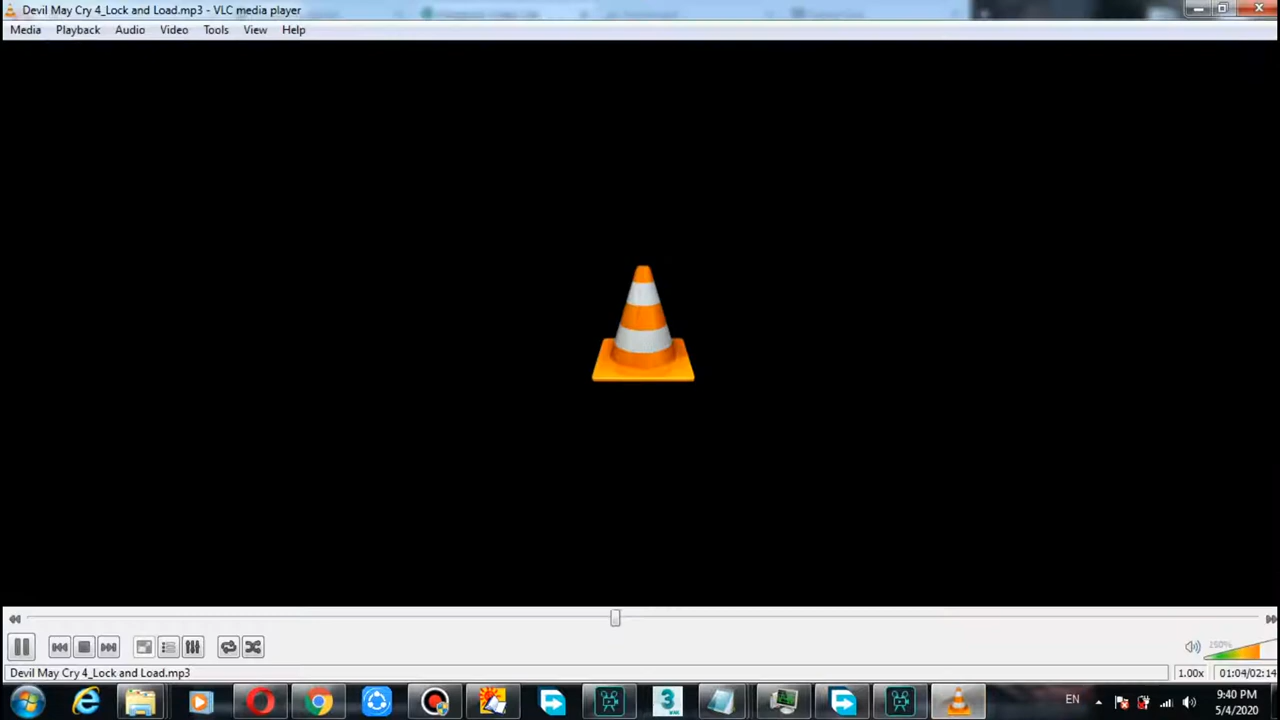 Devil May Cry 4_Lock and Load.mp3 - VLC media player
Media Playback Audio Video Tools View Help
150%
Devil May Cry 4_Lock and Load.mp3
1.00x
01:04/02:14
EN
9:40 PM
5/4/2020